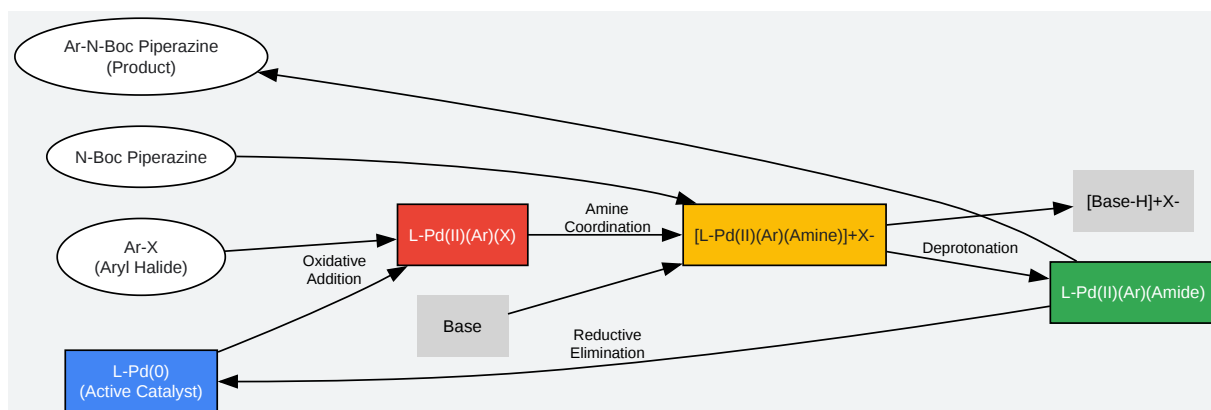 Ar-N-Boc Piperazine
(Product)
N-Boc Piperazine
Ar-X
(Aryl Halide)
L-Pd(0)
(Active Catalyst)
Oxidative
Addition
L-Pd(II)(Ar)(X)
Base
Amine
Coordination
[L-Pd(II)(Ar)(Amine)]+X-
Reductive
Elimination
Deprotonation
[Base-H]+X-
L-Pd(II)(Ar)(Amide)